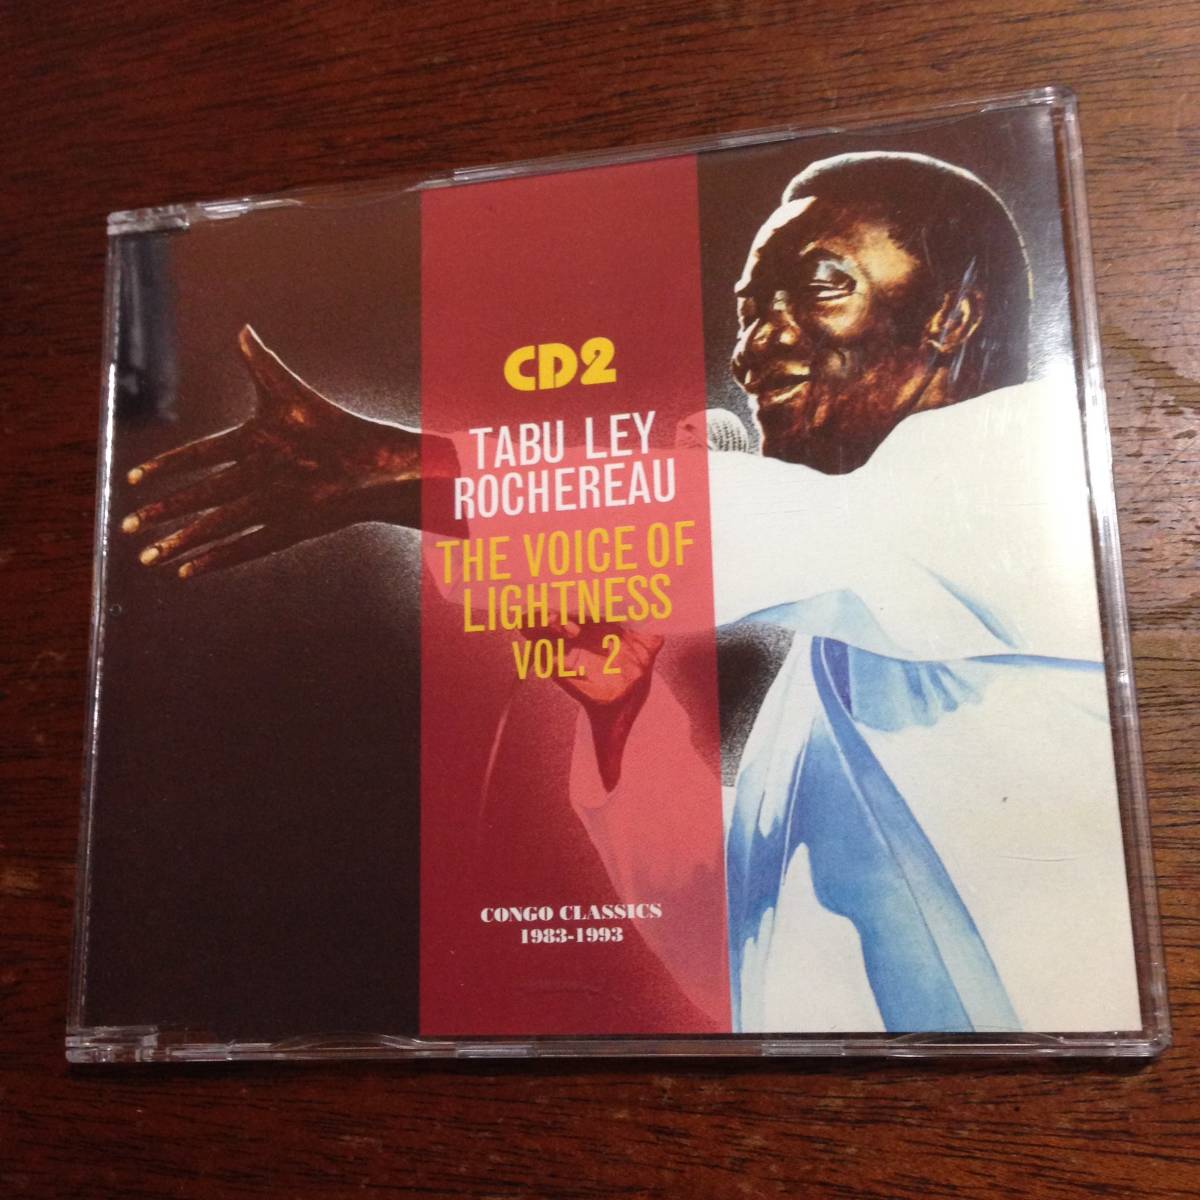 CD2
TABU LEY
ROCHEREAU
THE VOICE OF
LIGHTNESS
VOL. 2
CONGO CLASSICS
1983-1993